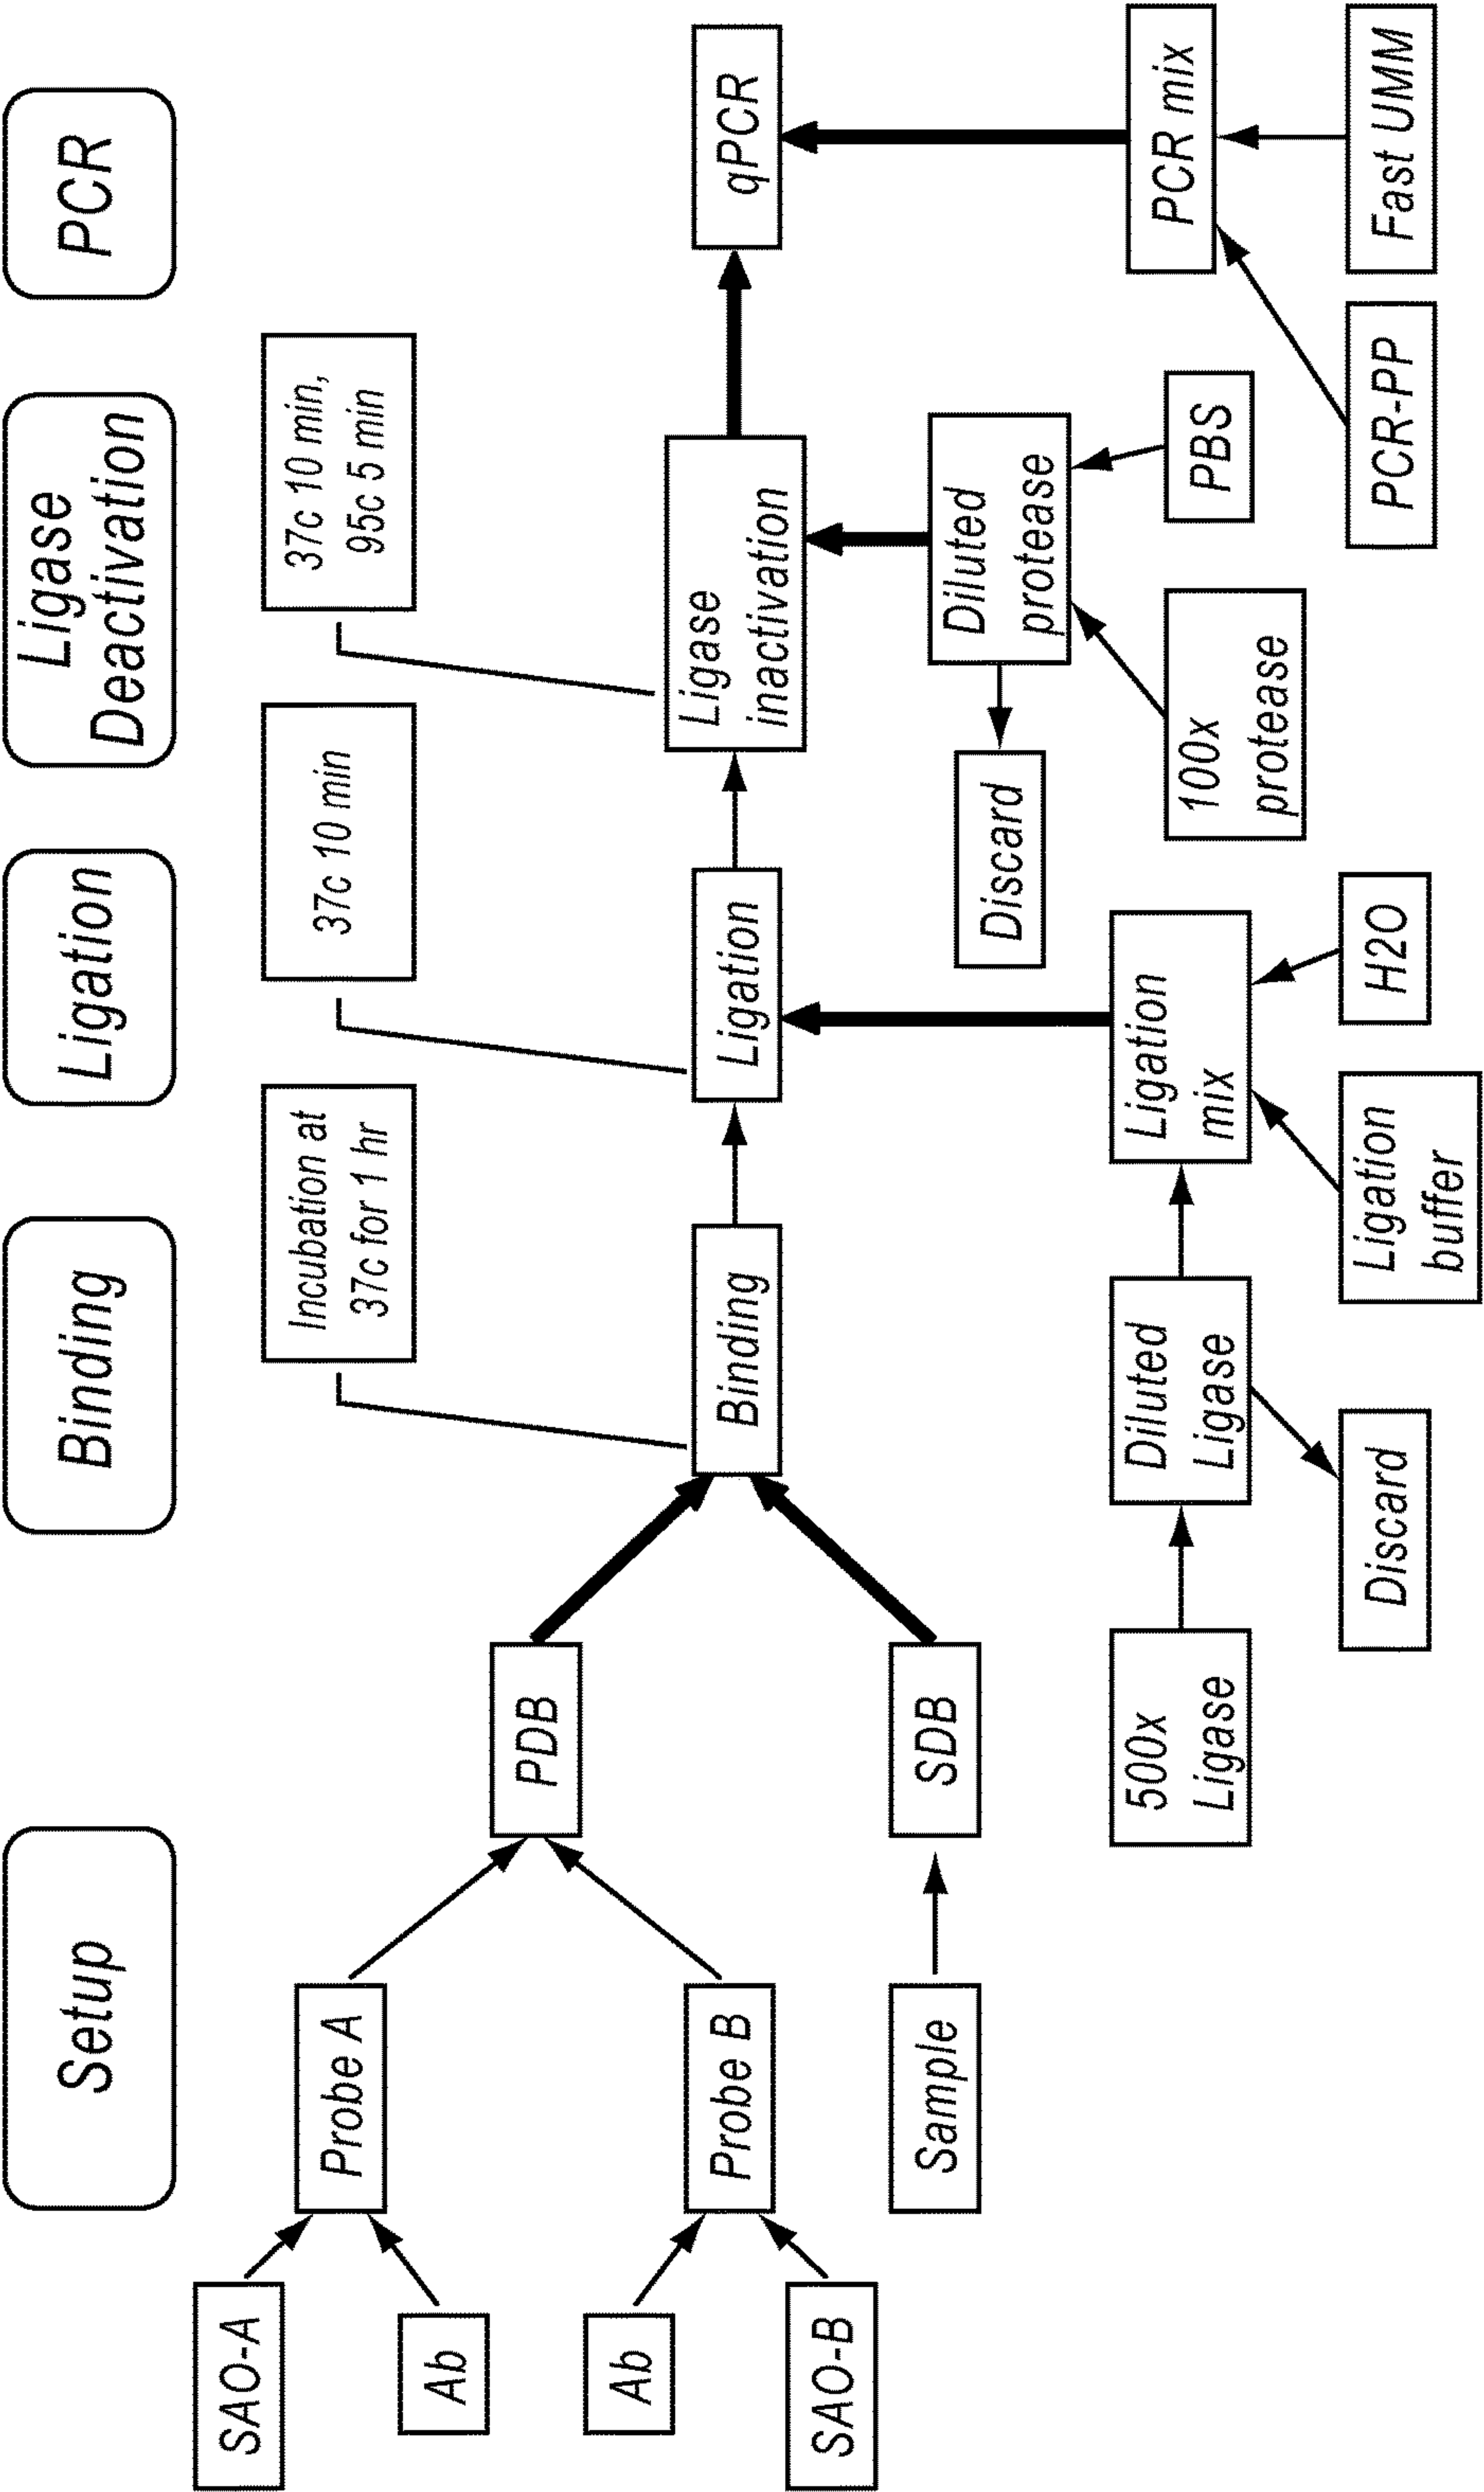 Setup
Binding
Ligation
Ligase
Deactivation
PCR
Incubation at
37c for 1 hr
37c 10 min
37c 10 min,
95c 5 min
SAO-A
Ab
Probe A
Ab
SAO-B
Probe B
PDB
Sample
SDB
Binding
Ligation
Ligase
inactivation
qPCR
500x
Ligase
Diluted
Ligase
Discard
Ligation
mix
Ligation
buffer
H2O
Discard
Diluted
protease
100x
protease
PBS
PCR mix
PCR-PP
Fast UMM